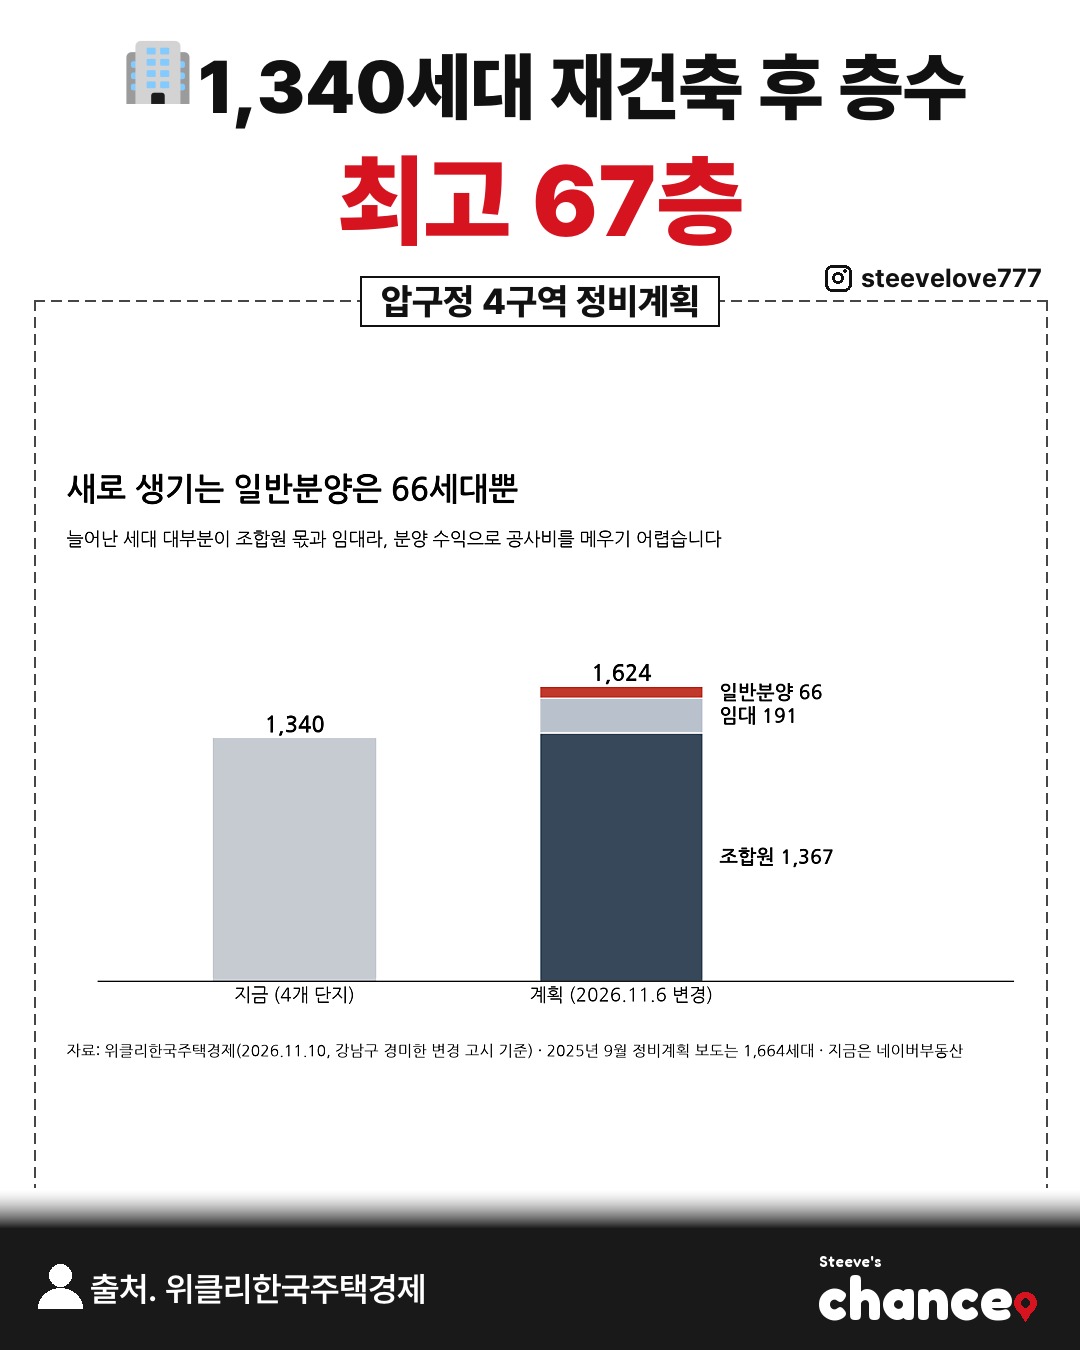 1,340세대 재건축 후 층수
최고 67층
steevelove777
압구정 4구역 정비계획
새로 생기는 일반분양은 66세대뿐
늘어난 세대 대부분이 조합원 몫과 임대라, 분양 수익으로 공사비를 메우기 어렵습니다
1,624
일반분양 66
임대 191
1,340
조합원 1,367
지금 (4개 단지)
계획 (2026.11.6 변경)
자료: 위클리한국주택경제(2026.11.10, 강남구 경미한 변경 고시 기준) · 2025년 9월 정비계획 보도는 1,664세대 · 지금은 네이버부동산
출처. 위클리한국주택경제
Steeve's
chance